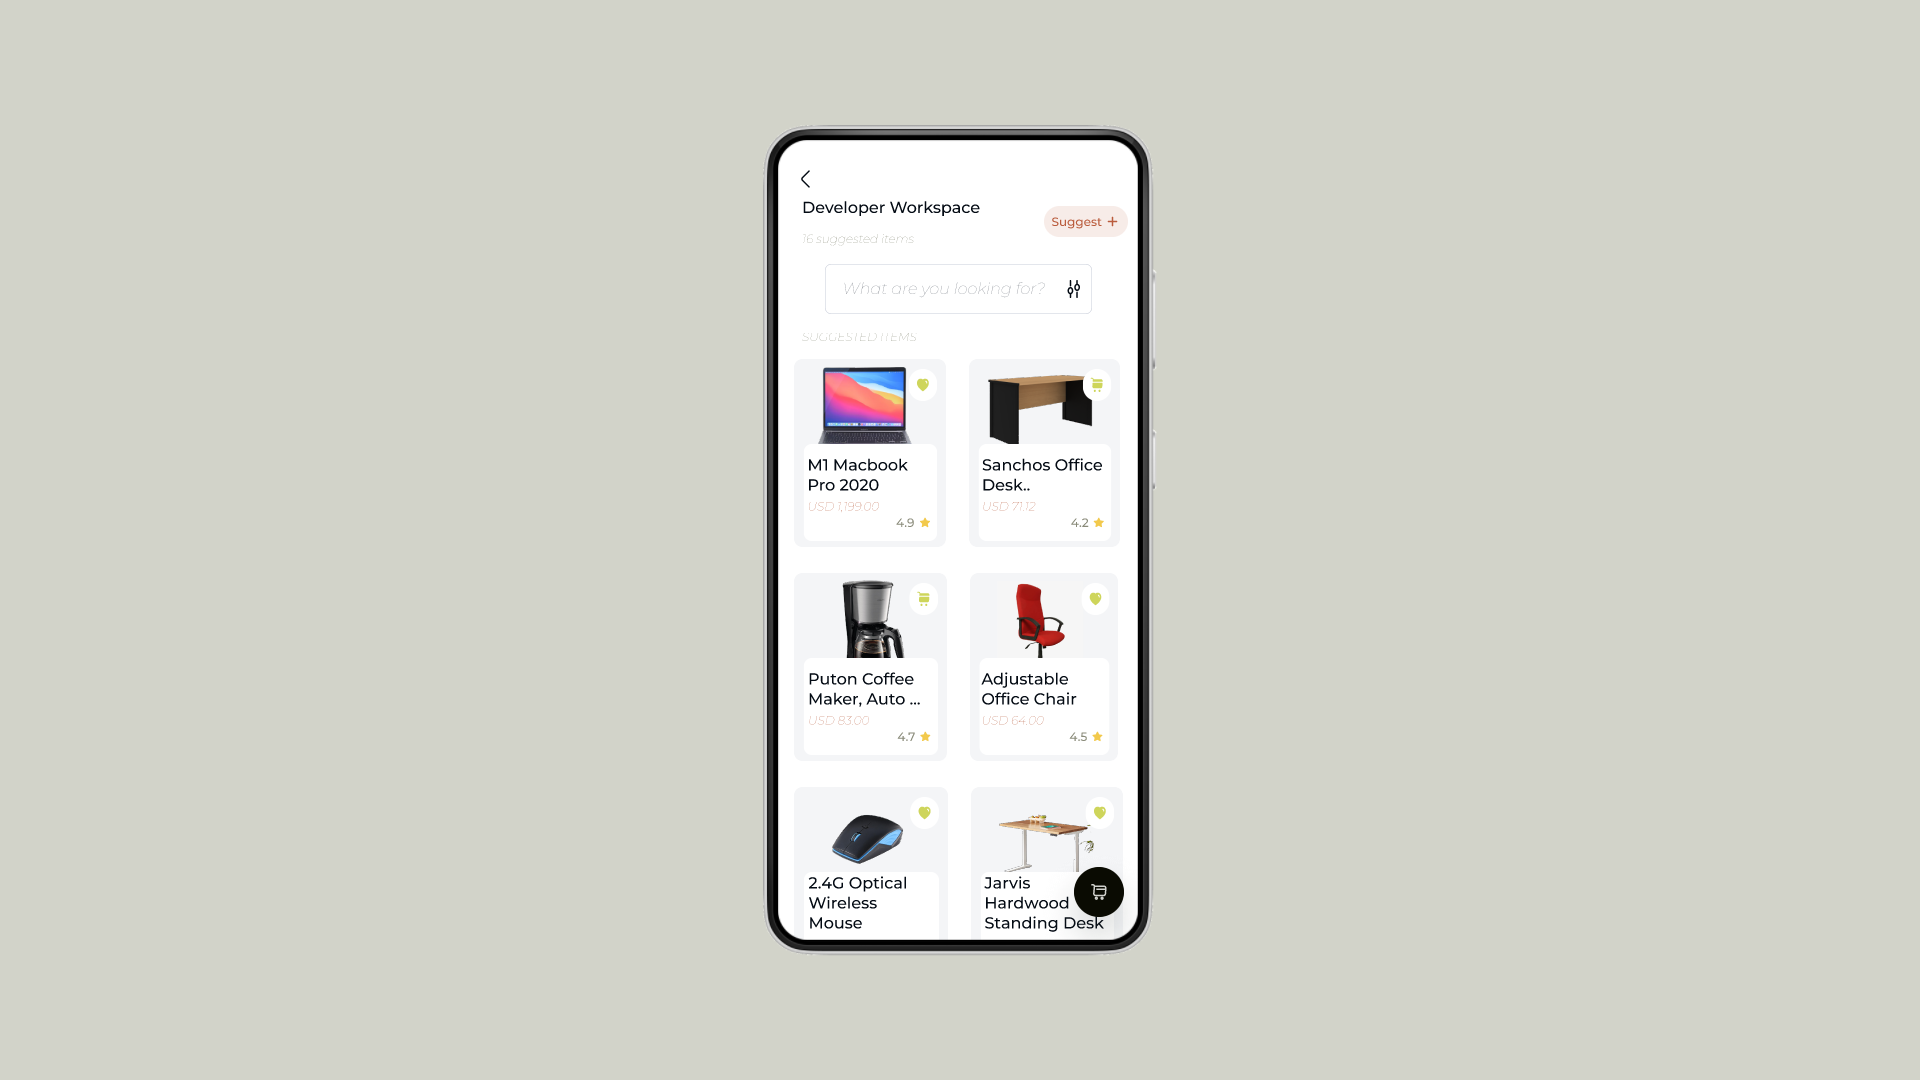 Developer Workspace
Suggest +
16 suggested items
What are you looking for?
SUGGESTED ITEMS
M1 Macbook
Pro 2020
USD 1,199.00
4.9
Sanchos Office
Desk..
USD 71.12
4.2
Puton Coffee
Maker, Auto ...
USD 83.00
4.7
Adjustable
Office Chair
USD 64.00
4.5
2.4G Optical
Wireless
Mouse
Jarvis
Hardwood
Standing Desk